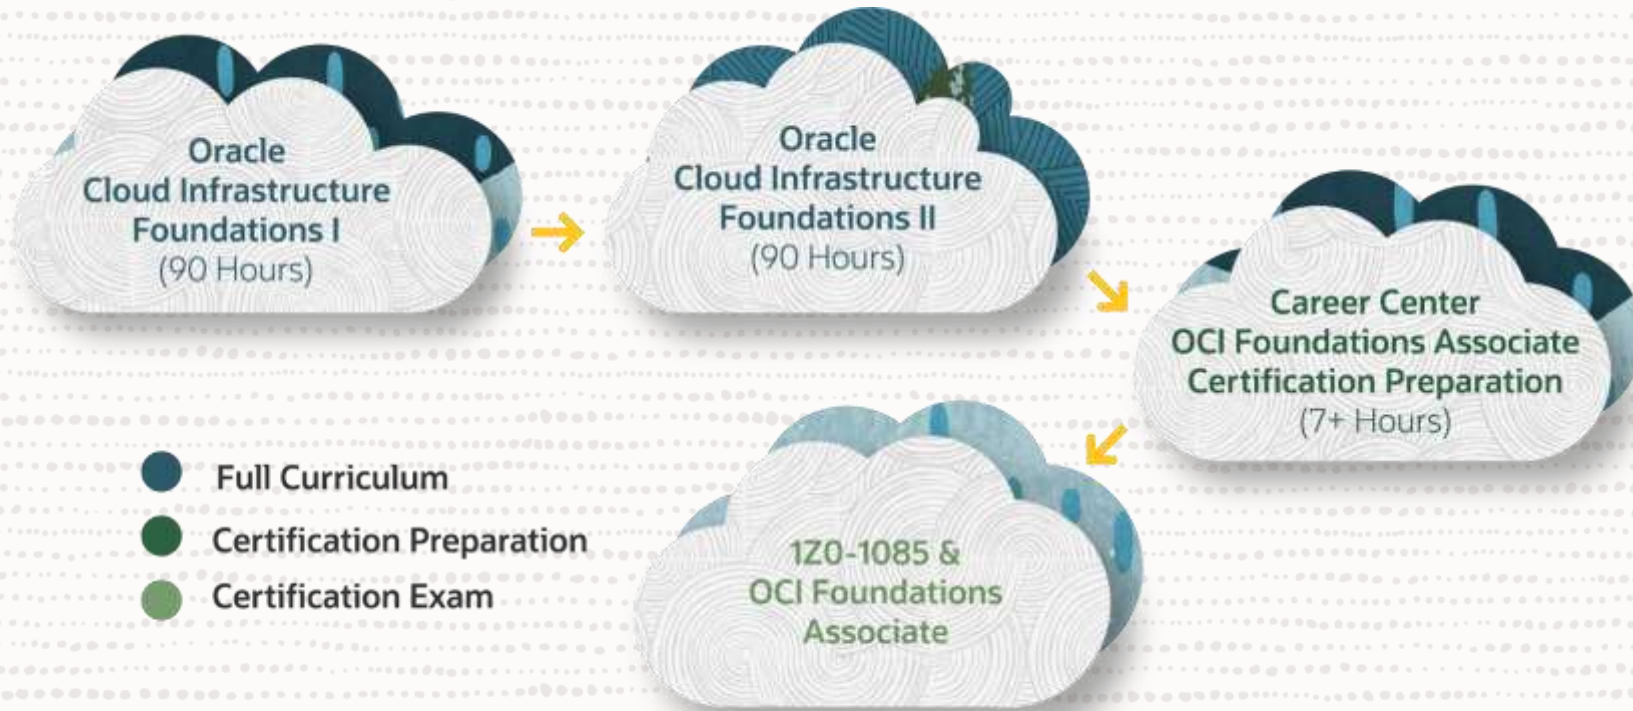 Oracle
Cloud Infrastructure
Foundations I
(90 Hours)
Oracle
Cloud Infrastructure
Foundations II
(90 Hours)
Career Center
OCI Foundations Associate
Certification Preparation
(7+ Hours)
1Z0-1085 &
OCI Foundations
Associate
Full Curriculum
Certification Preparation
Certification Exam